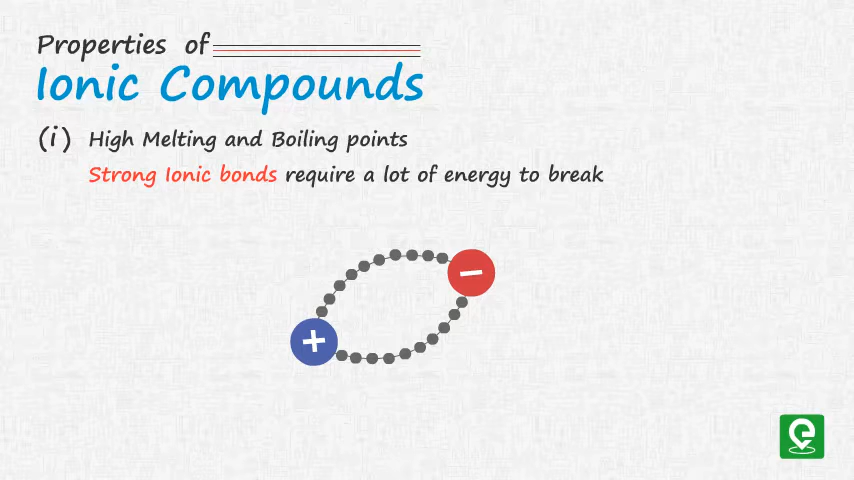 Properties of
Ionic Compounds
(i) High Melting and Boiling points
Strong Ionic bonds require a lot of energy to break
+
−